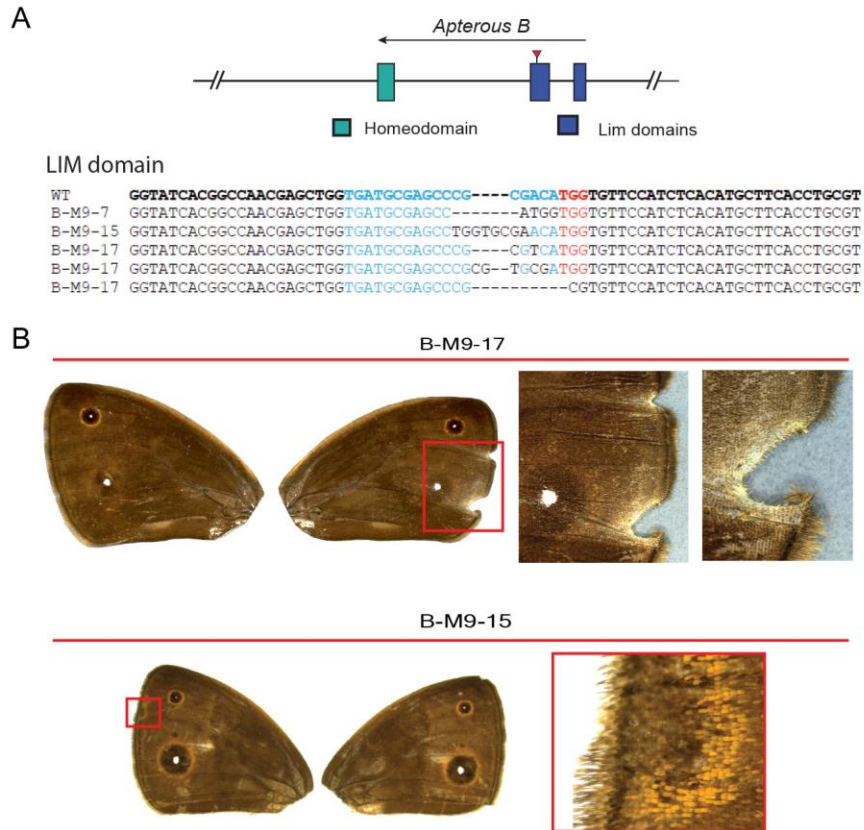 A
Apterous B
Homeodomain
Lim domains
LIM domain
WT GGTATCACGGCCAACGAGCTGGTGATGCGAGCCCG----CGACATGGTGTTCCATCTCACATGCTTCACCTGCGT
B-M9-7 GGTATCACGGCCAACGAGCTGGTGATGCGAGCC-------ATGGTGGTGTTCCATCTCACATGCTTCACCTGCGT
B-M9-15 GGTATCACGGCCAACGAGCTGGTGATGCGAGCCTGGTGCGAACATGGTGTTCCATCTCACATGCTTCACCTGCGT
B-M9-17 GGTATCACGGCCAACGAGCTGGTGATGCGAGCCCG----CGTCATGGTGTTCCATCTCACATGCTTCACCTGCGT
B-M9-17 GGTATCACGGCCAACGAGCTGGTGATGCGAGCCCGCG--TGCGATGGTGTTCCATCTCACATGCTTCACCTGCGT
B-M9-17 GGTATCACGGCCAACGAGCTGGTGATGCGAGCCCG----------CGTGTTCCATCTCACATGCTTCACCTGCGT
B
B-M9-17
B-M9-15